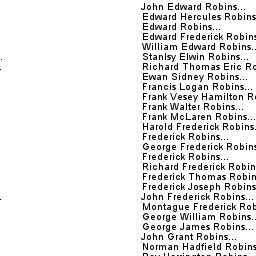 John Edward Robins...
Edward Hercules Robins...
Edward Robins...
Edward Frederick Robins...
William Edward Robins...
Stanlsy Elwin Robins...
Richard Thomas Eric Ro
Ewan Sidney Robins...
Francis Logan Robins...
Frank Vesey Hamilton R
Frank Walter Robins...
Frank McLaren Robins...
Harold Frederick Robins...
Frederick Robins...
George Frederick Robins
Frederick Robins...
Richard Frederick Robin
Frederick Thomas Robin
Frederick Joseph Robins
John Frederick Robins...
Montague Frederick Rob
George William Robins...
George James Robins...
John Grant Robins...
Norman Hadfield Robins